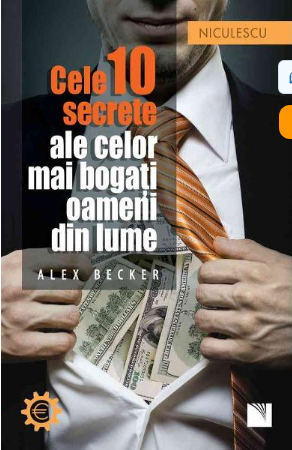 NICULESCU
Cele 10
secrete
ale celor
mai bogați
oameni
din lume
ALEX BECKER
€